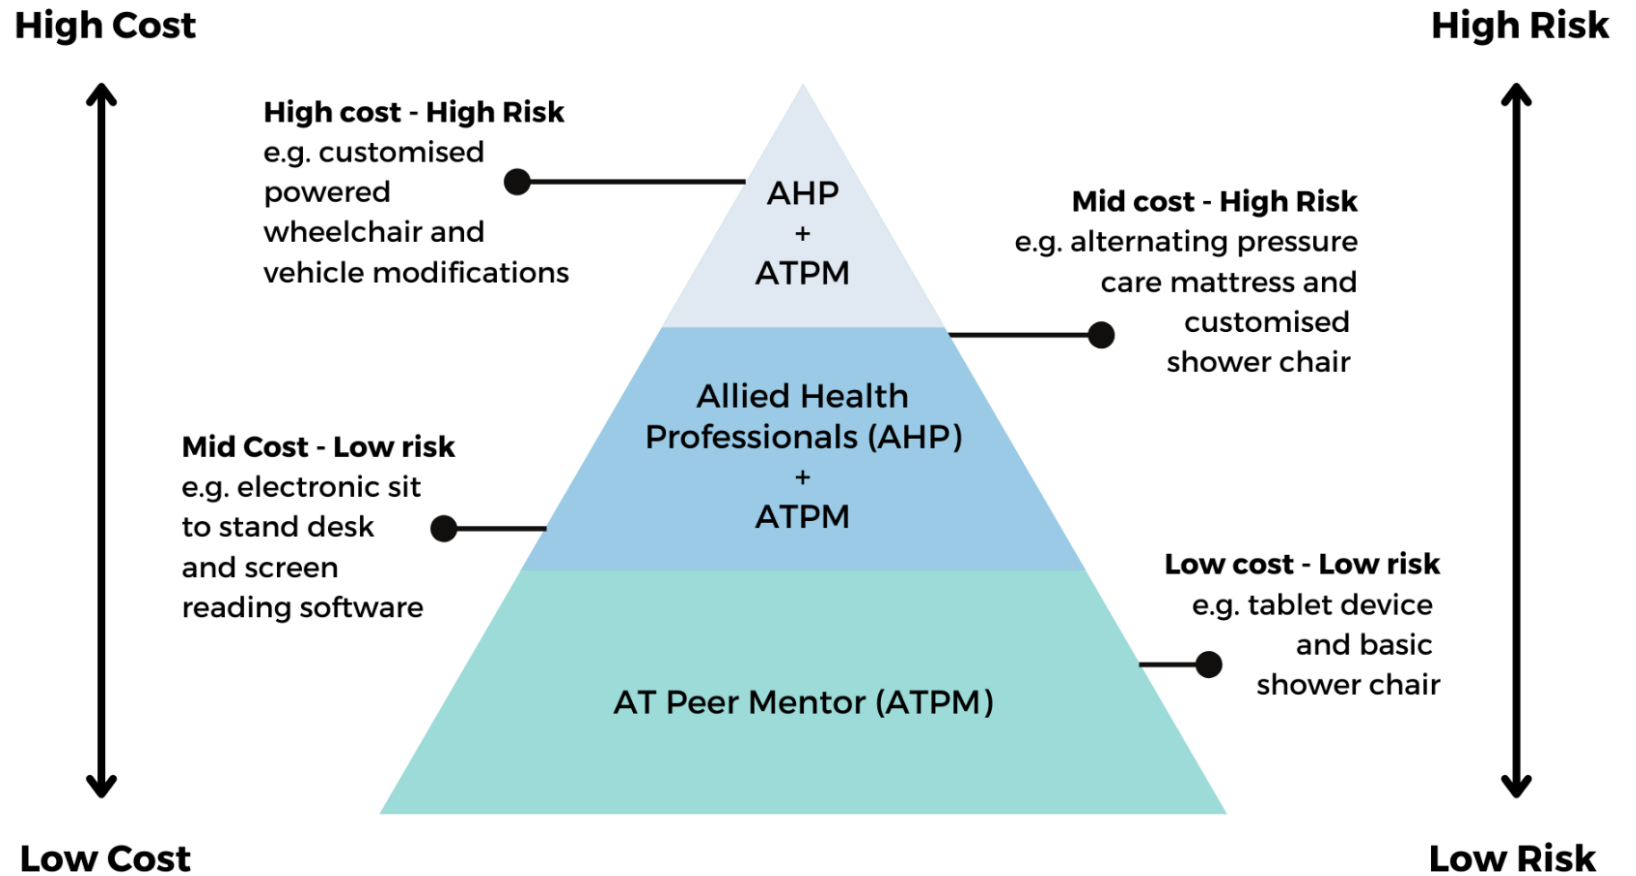 High Cost
High Risk
High cost - High Risk
e.g. customised
powered
wheelchair and
vehicle modifications
AHP
+
ATPM
Mid cost - High Risk
e.g. alternating pressure
care mattress and
customised
shower chair
Allied Health
Professionals (AHP)
+
ATPM
Mid Cost - Low risk
e.g. electronic sit
to stand desk
and screen
reading software
Low cost - Low risk
e.g. tablet device
and basic
shower chair
AT Peer Mentor (ATPM)
Low Cost
Low Risk